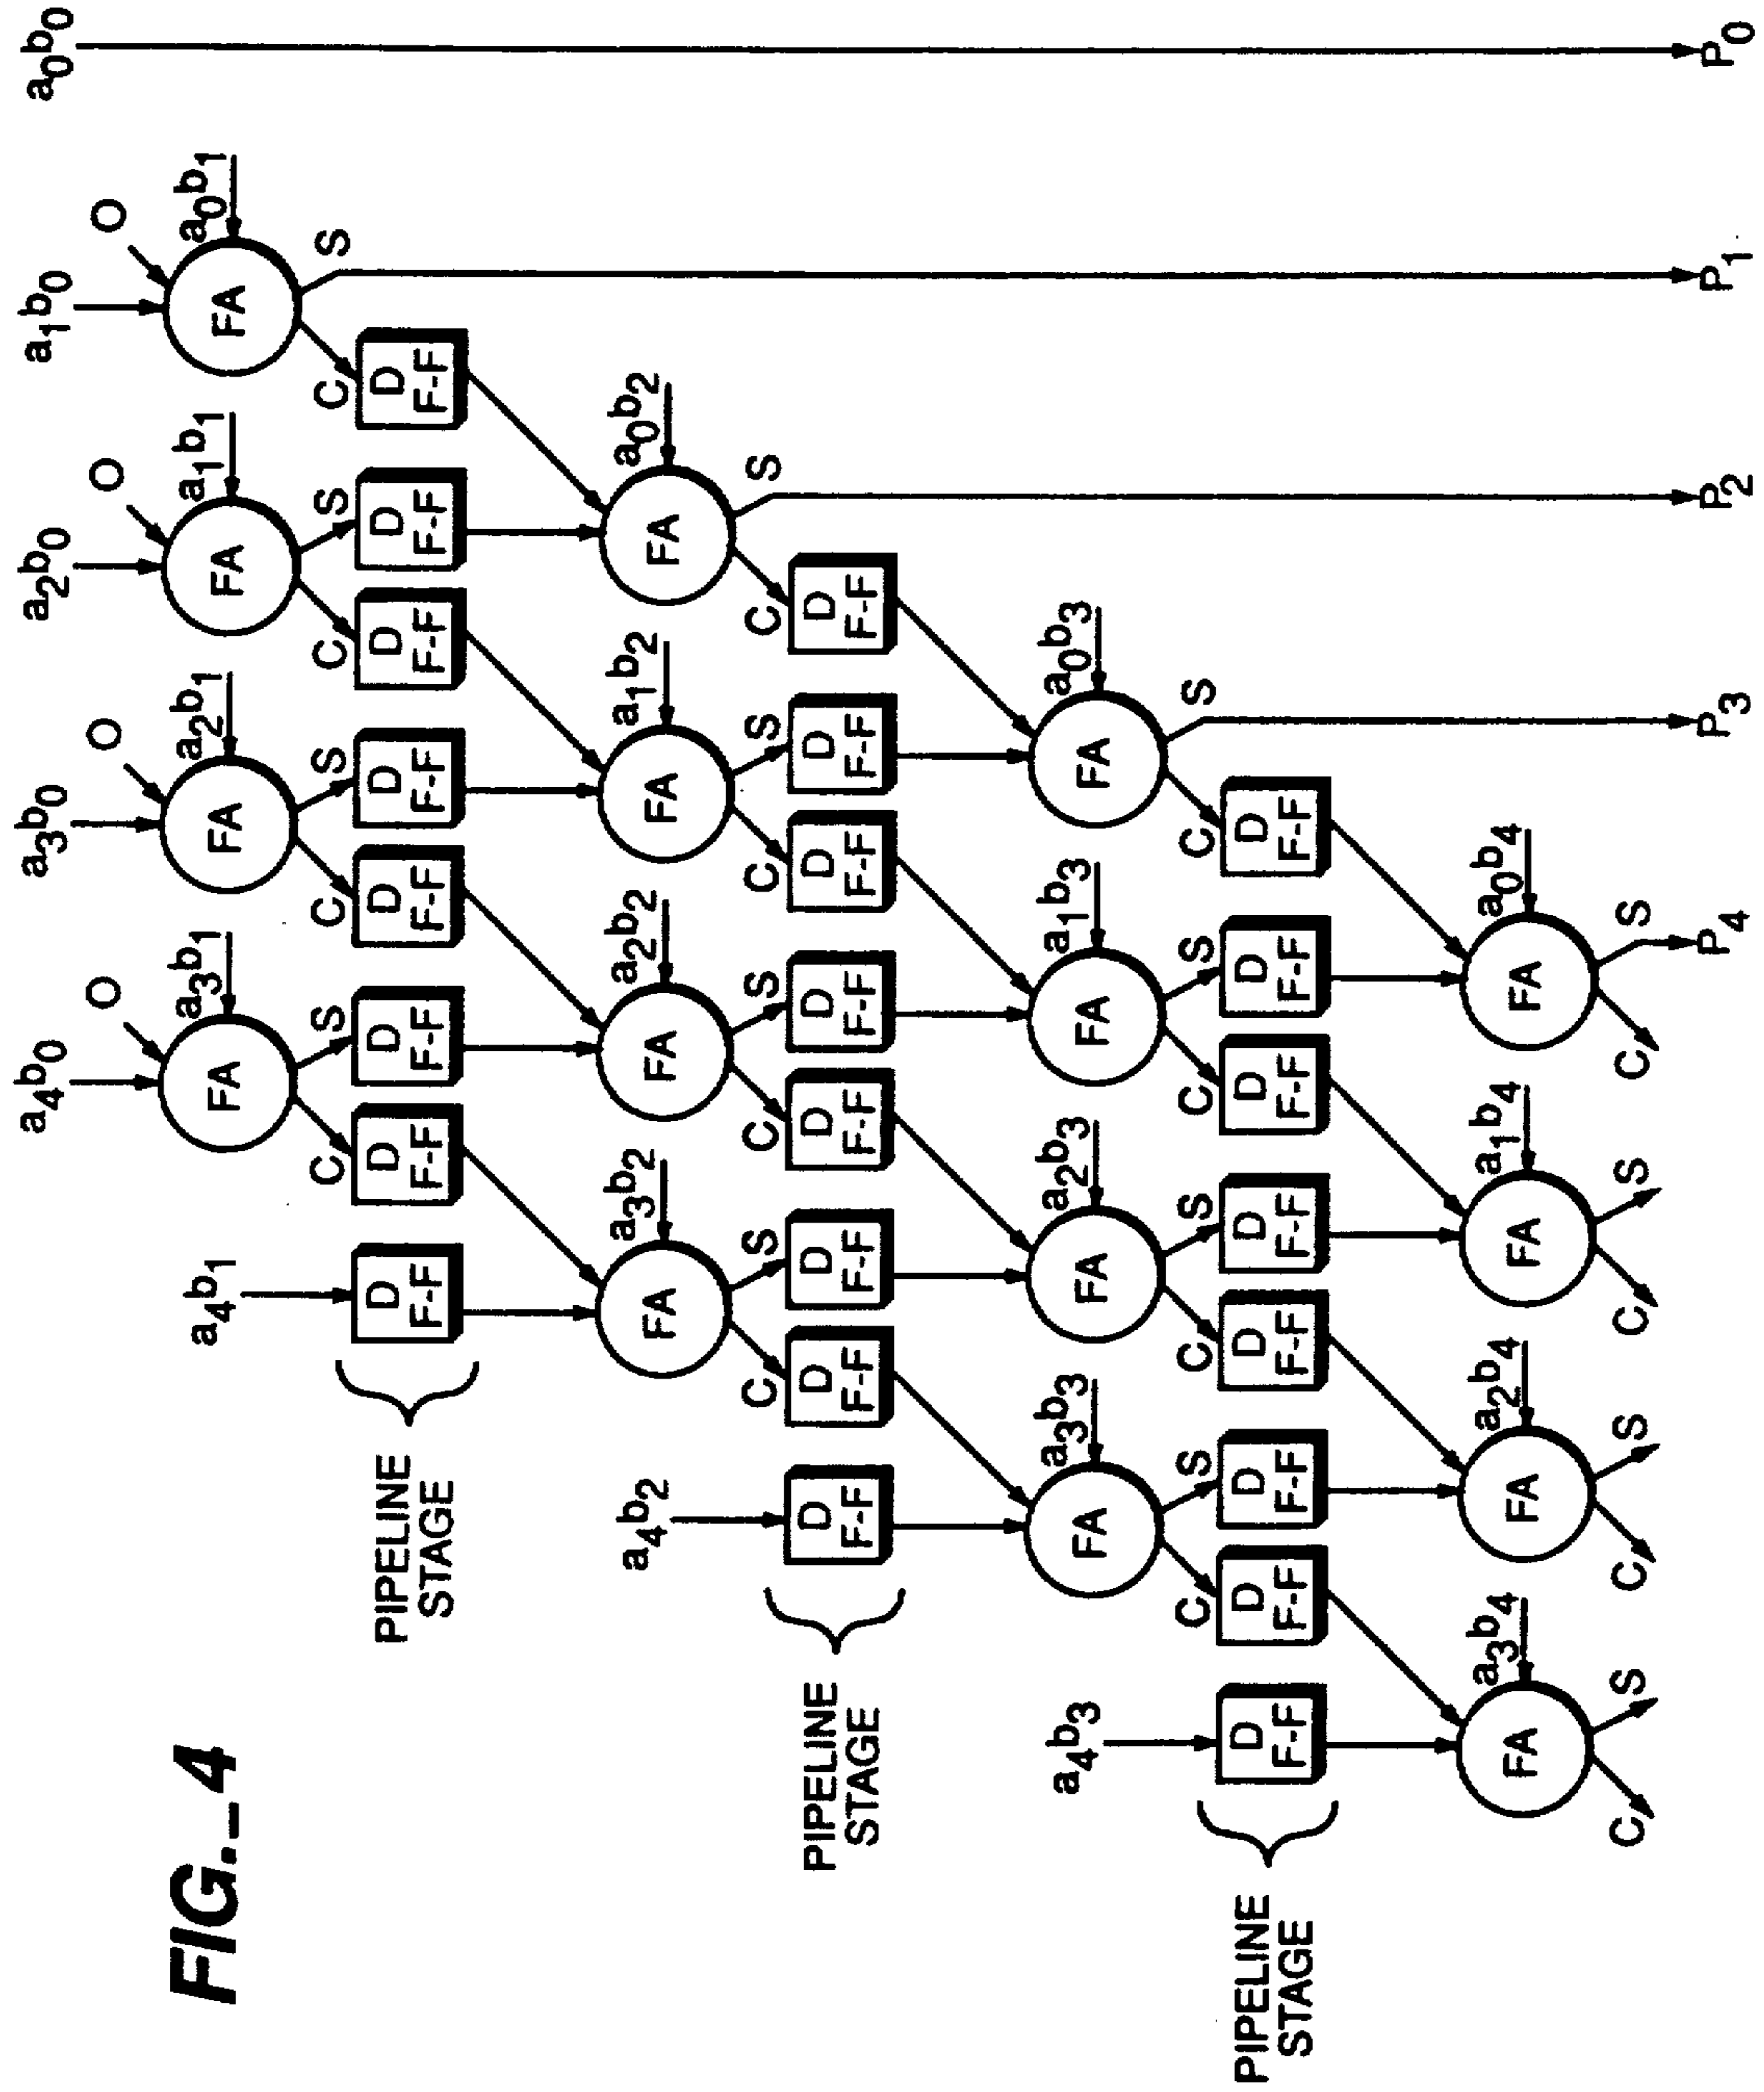 FIG._4
a4b0 a3b0 a2b0 a1b0 a0b0
O O O O
a4b1 a3b1 a2b1 a1b1 a0b1
FA FA FA FA
C S C S C S C S
D D D D D D D D
F-F F-F F-F F-F F-F F-F F-F F-F
PIPELINE
STAGE
a4b2 a3b2 a2b2 a1b2 a0b2
FA FA FA FA
C S C S C S C S
D D D D D D D D
F-F F-F F-F F-F F-F F-F F-F F-F
PIPELINE
STAGE
a4b3 a3b3 a2b3 a1b3 a0b3
FA FA FA FA
C S C S C S C S
D D D D D D D D
F-F F-F F-F F-F F-F F-F F-F F-F
PIPELINE
STAGE
a3b4 a2b4 a1b4 a0b4
FA FA FA FA
C S C S C S C S
P4 P3 P2 P1 P0